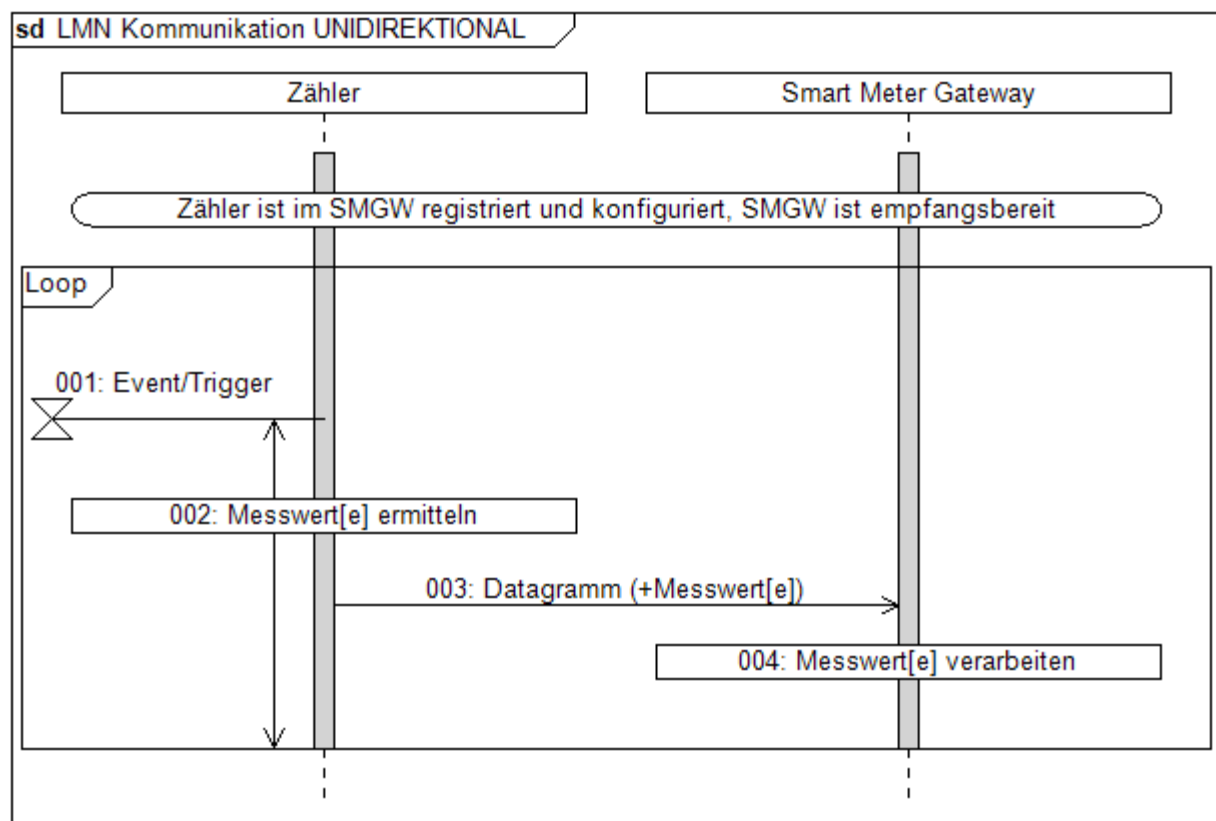 sd LMN Kommunikation UNIDIREKTIONAL
Zähler
Smart Meter Gateway
Zähler ist im SMGW registriert und konfiguriert, SMGW ist empfangsbereit
Loop
001: Event/Trigger
002: Messwert[e] ermitteln
003: Datagramm (+Messwert[e])
004: Messwert[e] verarbeiten